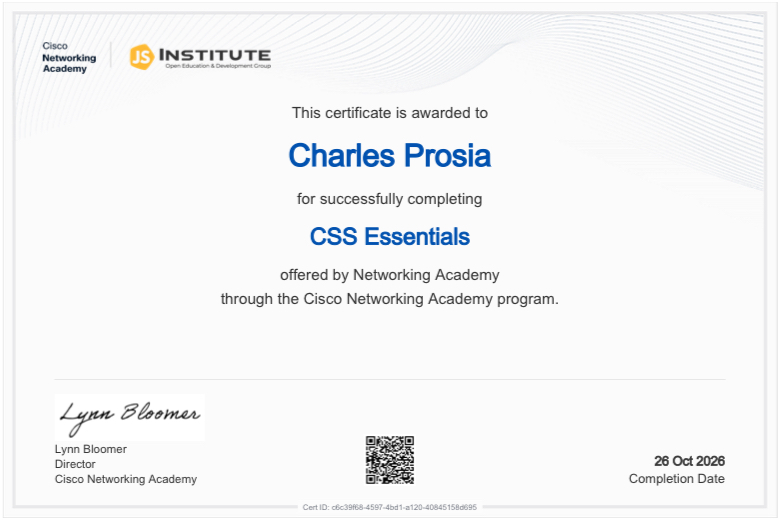 Cisco
Networking
Academy
JS INSTITUTE
Open Education & Development Group
This certificate is awarded to
Charles Prosia
for successfully completing
CSS Essentials
offered by Networking Academy
through the Cisco Networking Academy program.
Lynn Bloomer
Lynn Bloomer
Director
Cisco Networking Academy
26 Oct 2026
Completion Date
Cert ID: c6c39f68-4597-4bd1-a120-40845158d695